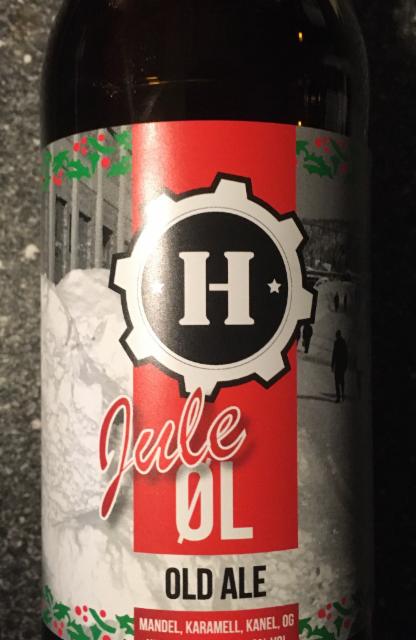 H
Jule
ØL
OLD ALE
MANDEL, KARAMELL, KANEL, OG